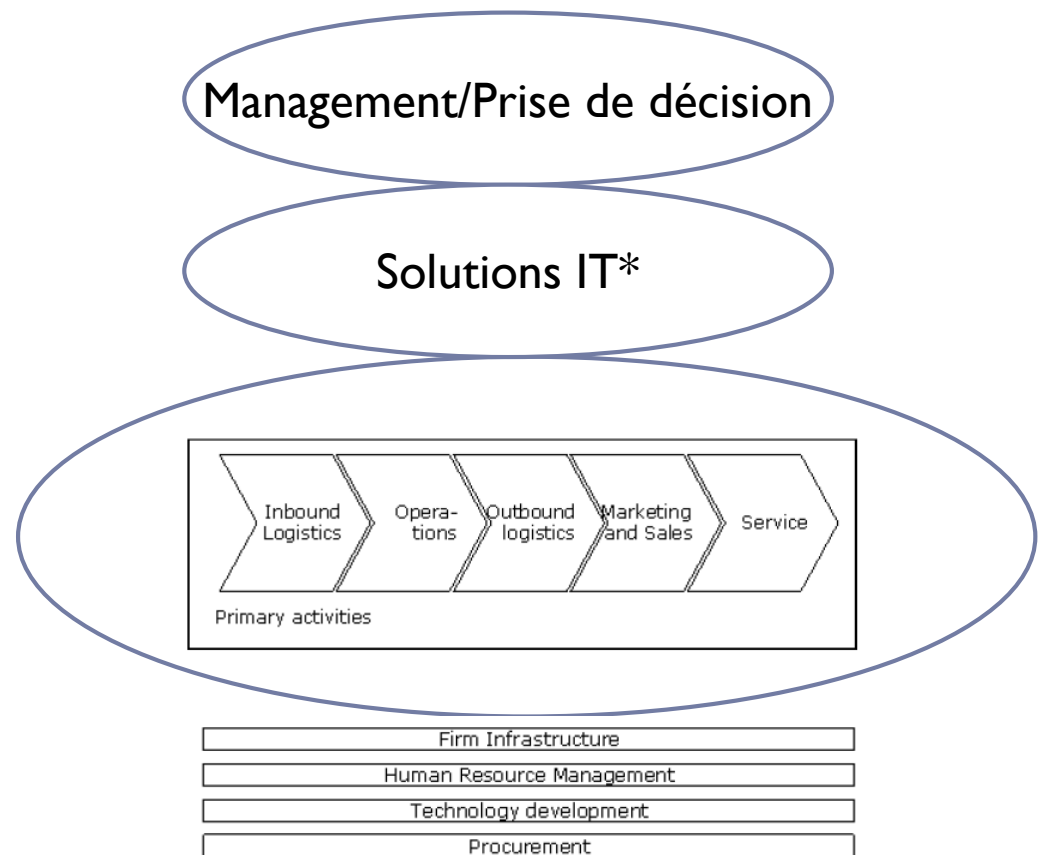 Management/Prise de décision
Solutions IT*
Inbound
Logistics
Opera-
tions
Outbound
logistics
Marketing
and Sales
Service
Primary activities
Firm Infrastructure
Human Resource Management
Technology development
Procurement